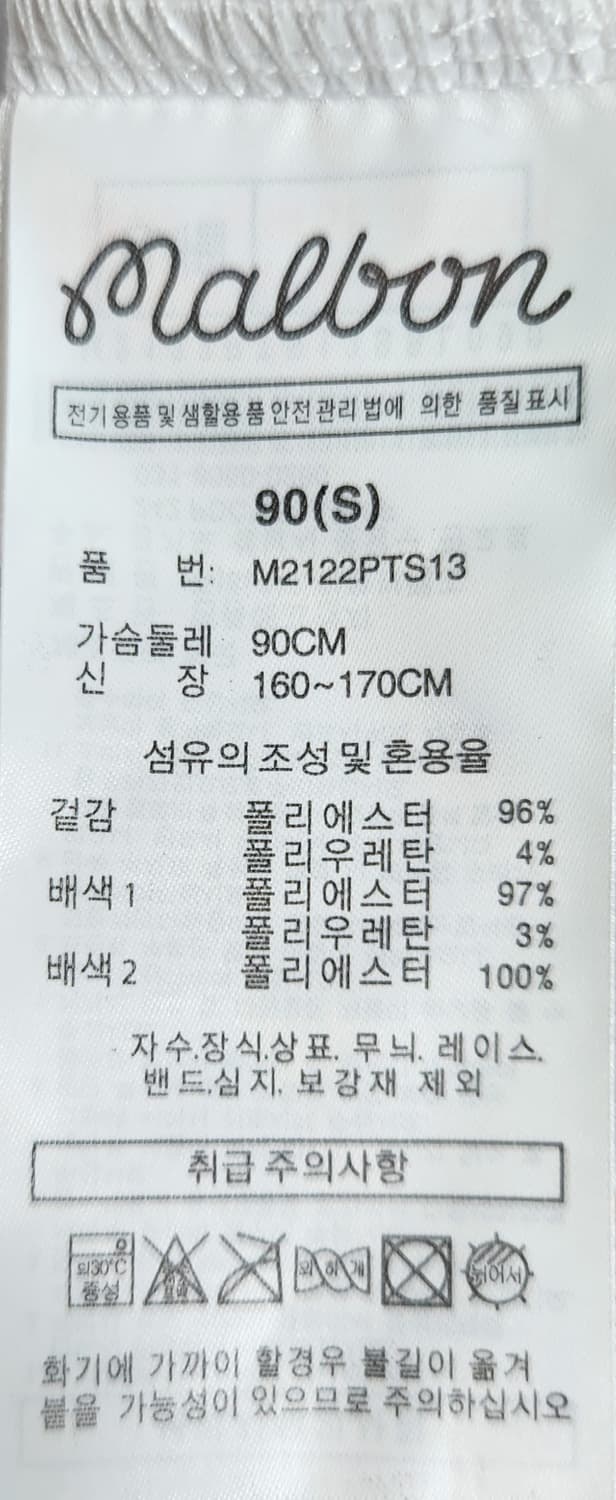 malbon
전기용품 및 생활용품 안전관리법에 의한 품질표시
90(S)
품 번: M2122PTS13
가슴둘레 90CM
신 장 160~170CM
섬유의 조성 및 혼용율
겉감 폴리에스터 96%
폴리우레탄 4%
배색1 폴리에스터 97%
폴리우레탄 3%
배색2 폴리에스터 100%
자수.장식.상표. 무늬. 레이스.
밴드.심지. 보강재 제외
취급주의사항
30°C
중성
뉘어서
화기에 가까이 할경우 불길이 옮겨
붙을 가능성이 있으므로 주의하십시오